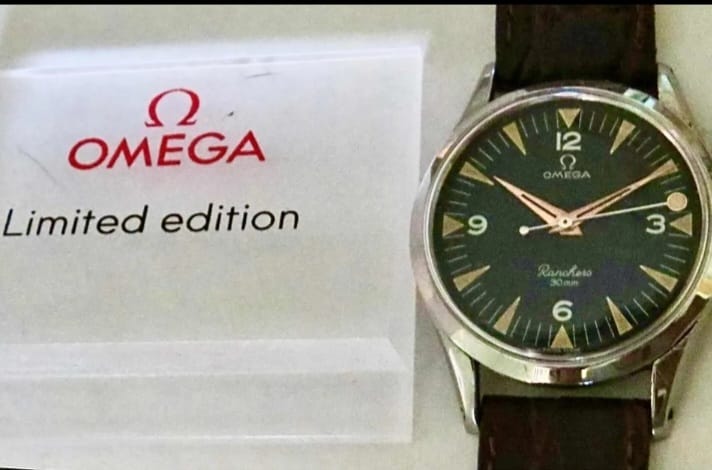 Ω
OMEGA
Limited edition
12
Ω
OMEGA
9
3
Ranchero
30mm
6